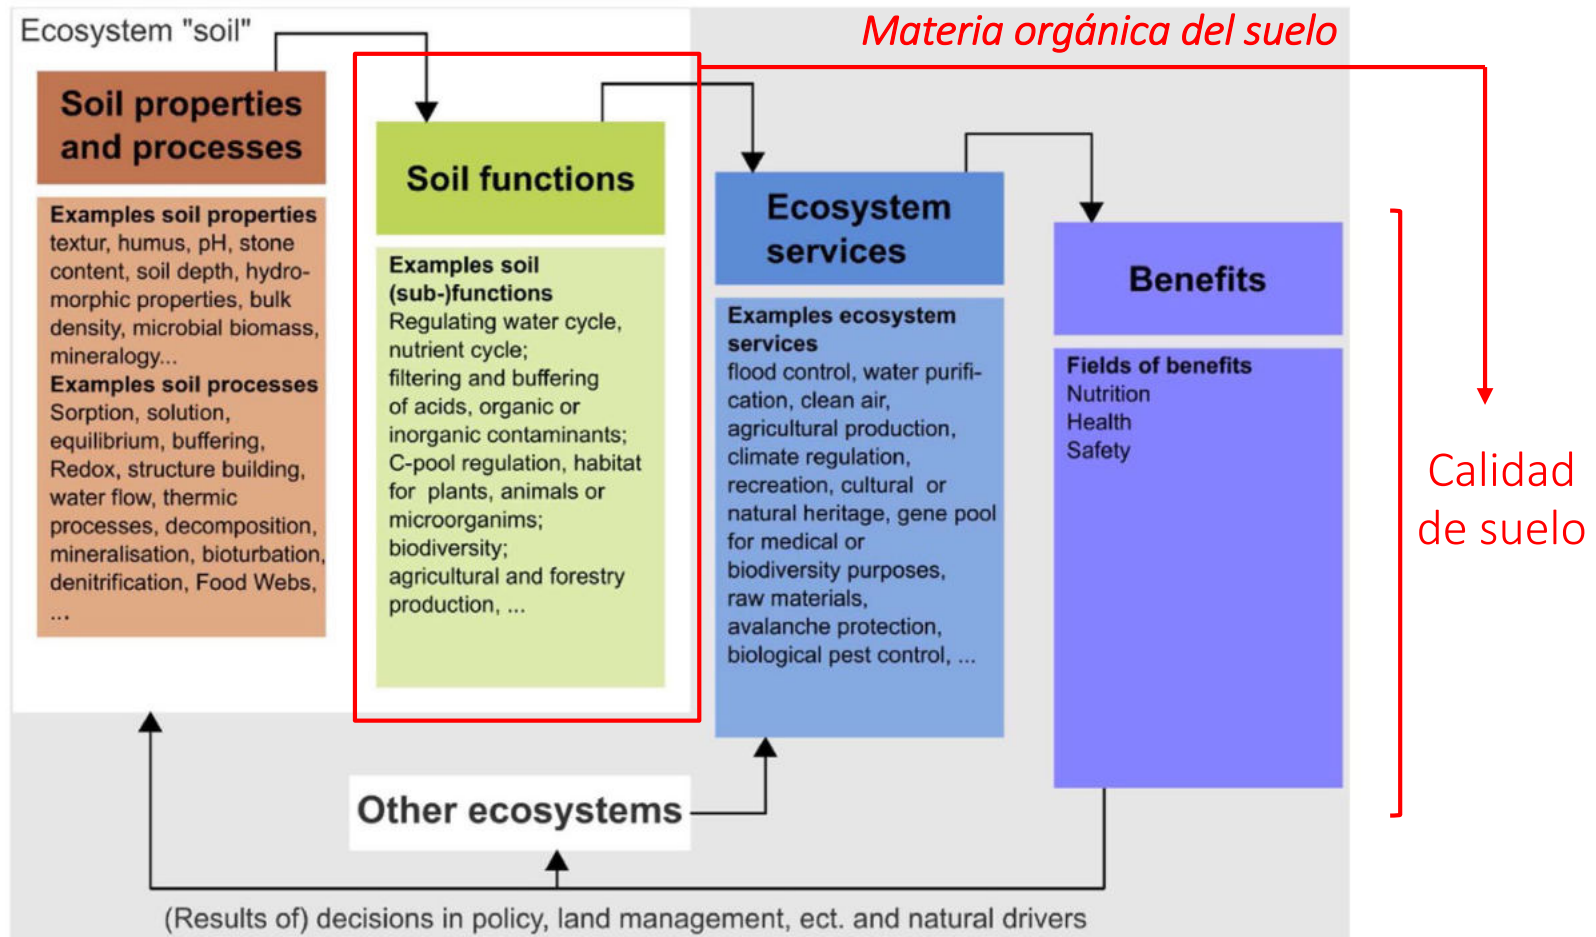 Ecosystem "soil"
Materia orgánica del suelo
Soil properties
and processes
Examples soil properties
textur, humus, pH, stone
content, soil depth, hydro-
morphic properties, bulk
density, microbial biomass,
mineralogy...
Examples soil processes
Sorption, solution,
equilibrium, buffering,
Redox, structure building,
water flow, thermic
processes, decomposition,
mineralisation, bioturbation,
denitrification, Food Webs,
...
Soil functions
Examples soil
(sub-)functions
Regulating water cycle,
nutrient cycle;
filtering and buffering
of acids, organic or
inorganic contaminants;
C-pool regulation, habitat
for plants, animals or
microorganims;
biodiversity;
agricultural and forestry
production, ...
Ecosystem
services
Examples ecosystem
services
flood control, water purifi-
cation, clean air,
agricultural production,
climate regulation,
recreation, cultural or
natural heritage, gene pool
for medical or
biodiversity purposes,
raw materials,
avalanche protection,
biological pest control, ...
Benefits
Fields of benefits
Nutrition
Health
Safety
Calidad
de suelo
Other ecosystems
(Results of) decisions in policy, land management, ect. and natural drivers